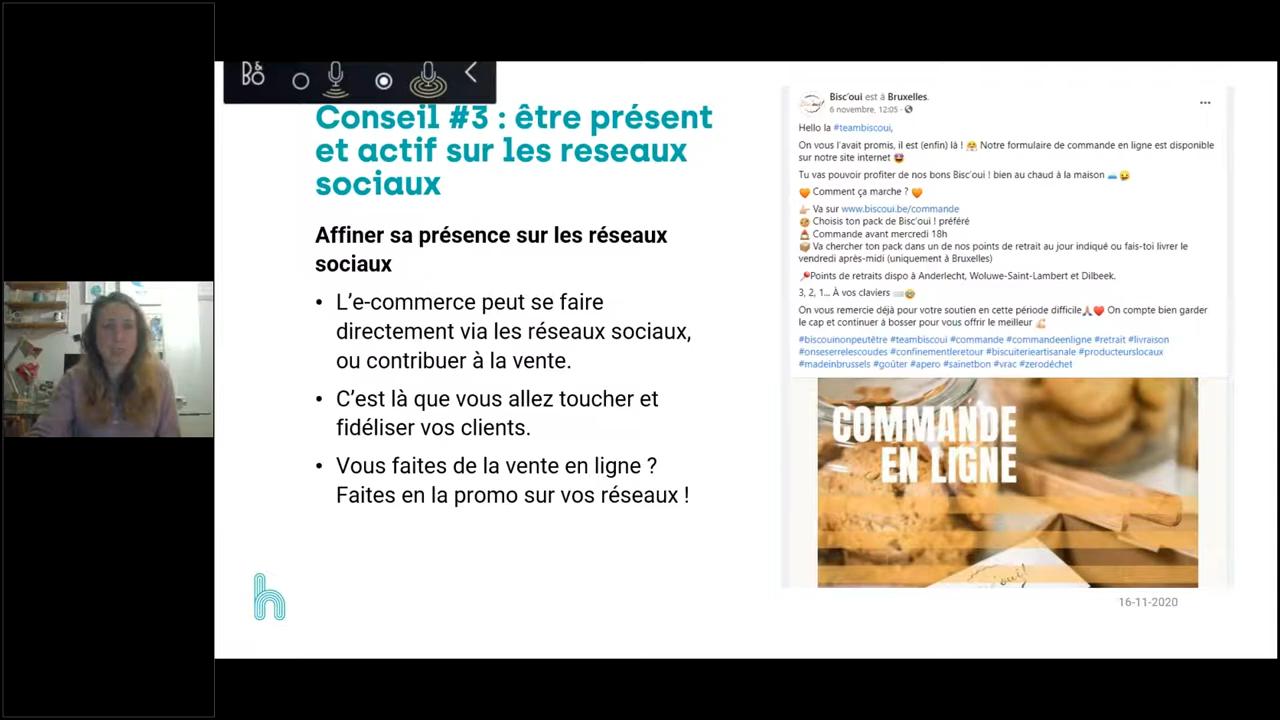 B&BO
Conseil #3 : être présent
et actif sur les reseaux
sociaux
Affiner sa présence sur les réseaux
sociaux
• L’e-commerce peut se faire
directement via les réseaux sociaux,
ou contribuer à la vente.
• C’est là que vous allez toucher et
fidéliser vos clients.
• Vous faites de la vente en ligne ?
Faites en la promo sur vos réseaux !
h
Bisc'oui est à Bruxelles.
6 novembre, 12:05 ·
Hello la #teambiscoui,
On vous l'avait promis, il est (enfin) là ! 🤗 Notre formulaire de commande en ligne est disponible
sur notre site internet 🤩
Tu vas pouvoir profiter de nos bons Bisc'oui ! bien au chaud à la maison 🛋️😜
🧡 Comment ça marche ? 🧡
👉🏻 Va sur www.biscoui.be/commande
🍪 Choisis ton pack de Bisc'oui ! préféré
🚨 Commande avant mercredi 18h
📦 Va chercher ton pack dans un de nos points de retrait au jour indiqué ou fais-toi livrer le
vendredi après-midi (uniquement à Bruxelles)
📍Points de retraits dispo à Anderlecht, Woluwe-Saint-Lambert et Dilbeek.
3, 2, 1... À vos claviers ⌨️🤓
On vous remercie déjà pour votre soutien en cette période difficile🙏🏻❤️ On compte bien garder
le cap et continuer à bosser pour vous offrir le meilleur 💪🏻
#biscouinonpeutêtre #teambiscoui #commande #commandeenligne #retrait #livraison
#onseserrelescoudes #confinementleretour #biscuiterieartisanale #producteurslocaux
#madeinbrussels #goûter #apero #sainetbon #vrac #zerodéchet
COMMANDE
EN LIGNE
16-11-2020